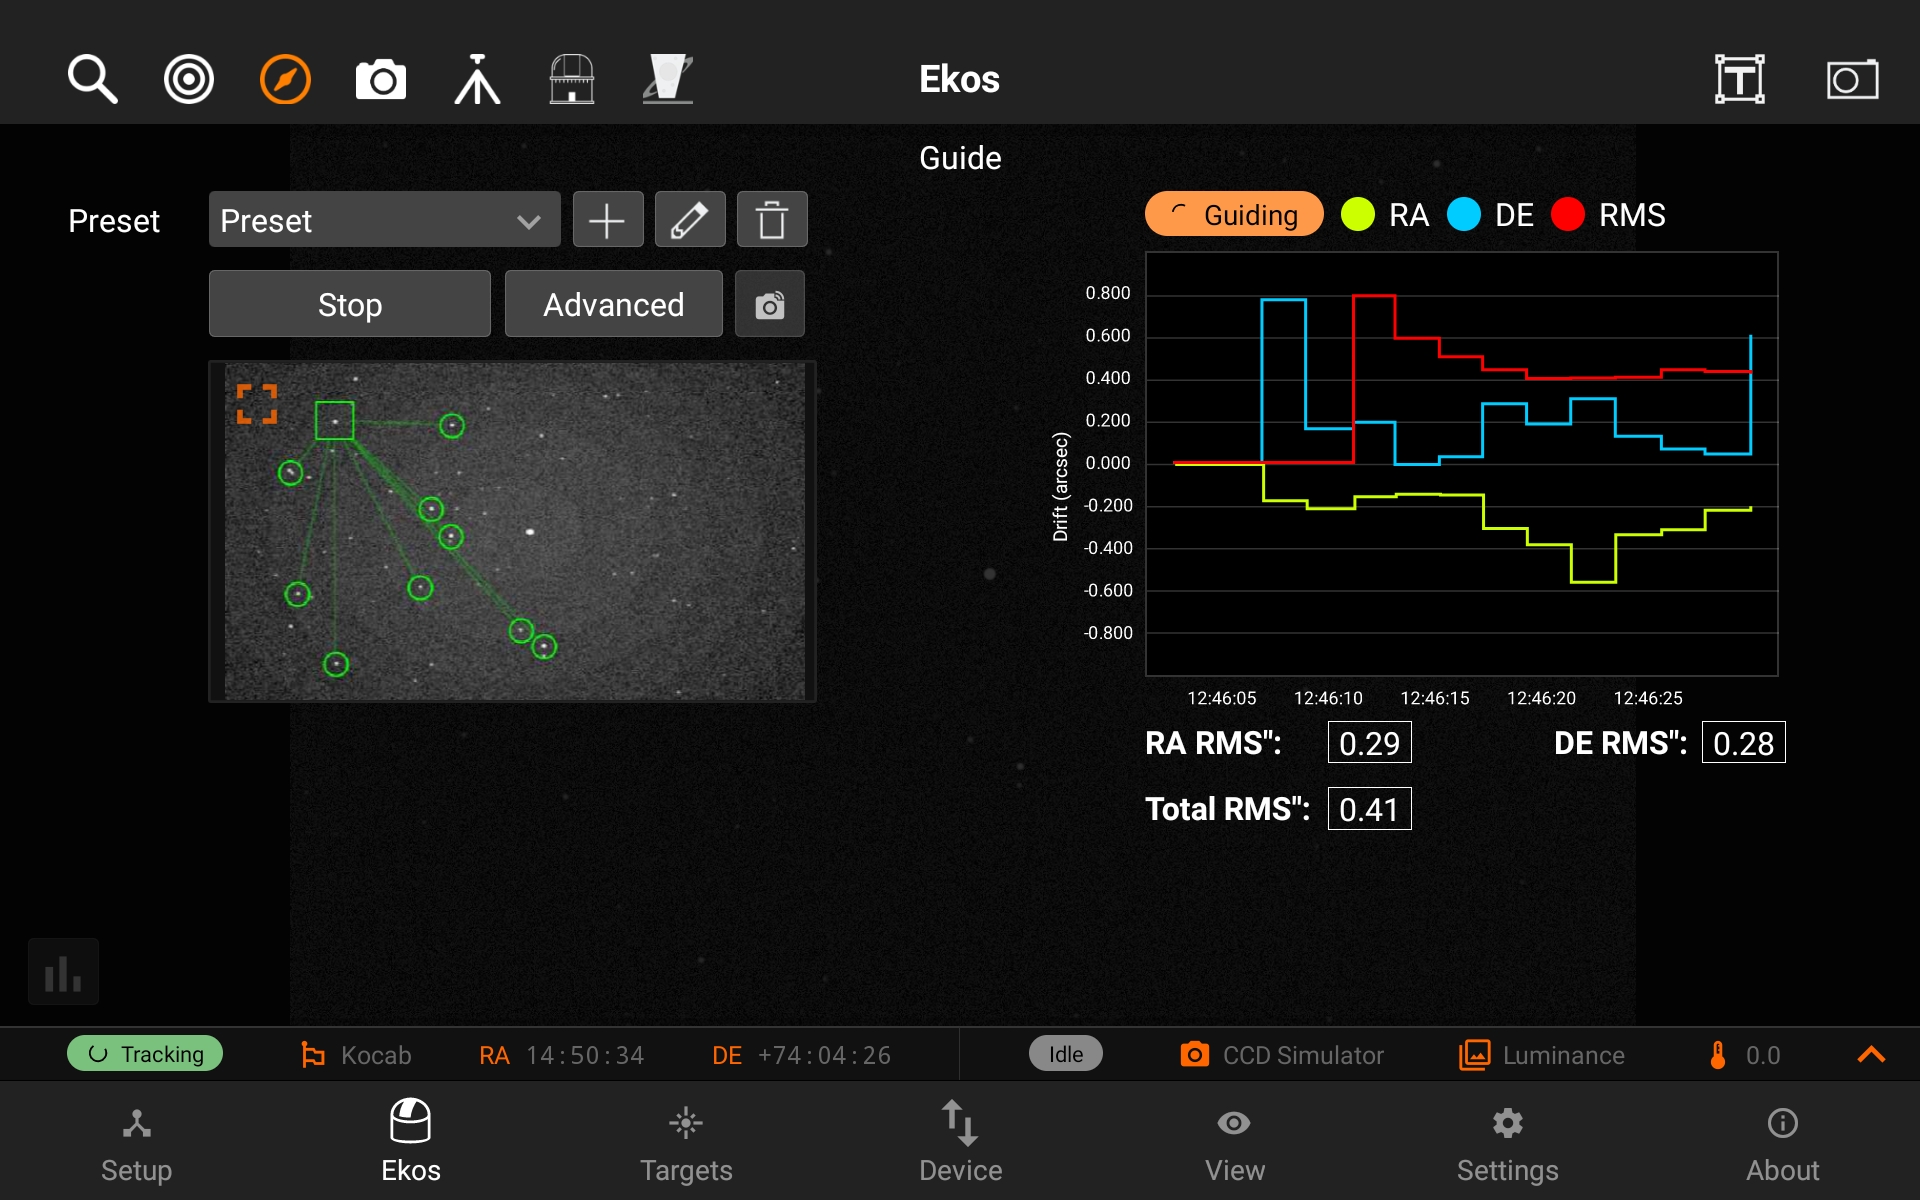 Ekos
Guide
Preset Preset
Stop Advanced
Guiding RA DE RMS
0.800
0.600
0.400
0.200
0.000
-0.200
-0.400
-0.600
-0.800
Drift (arcsec)
12:46:05 12:46:10 12:46:15 12:46:20 12:46:25
RA RMS": 0.29 DE RMS": 0.28
Total RMS": 0.41
Tracking Kocab RA 14:50:34 DE +74:04:26 Idle CCD Simulator Luminance 0.0
Setup Ekos Targets Device View Settings About